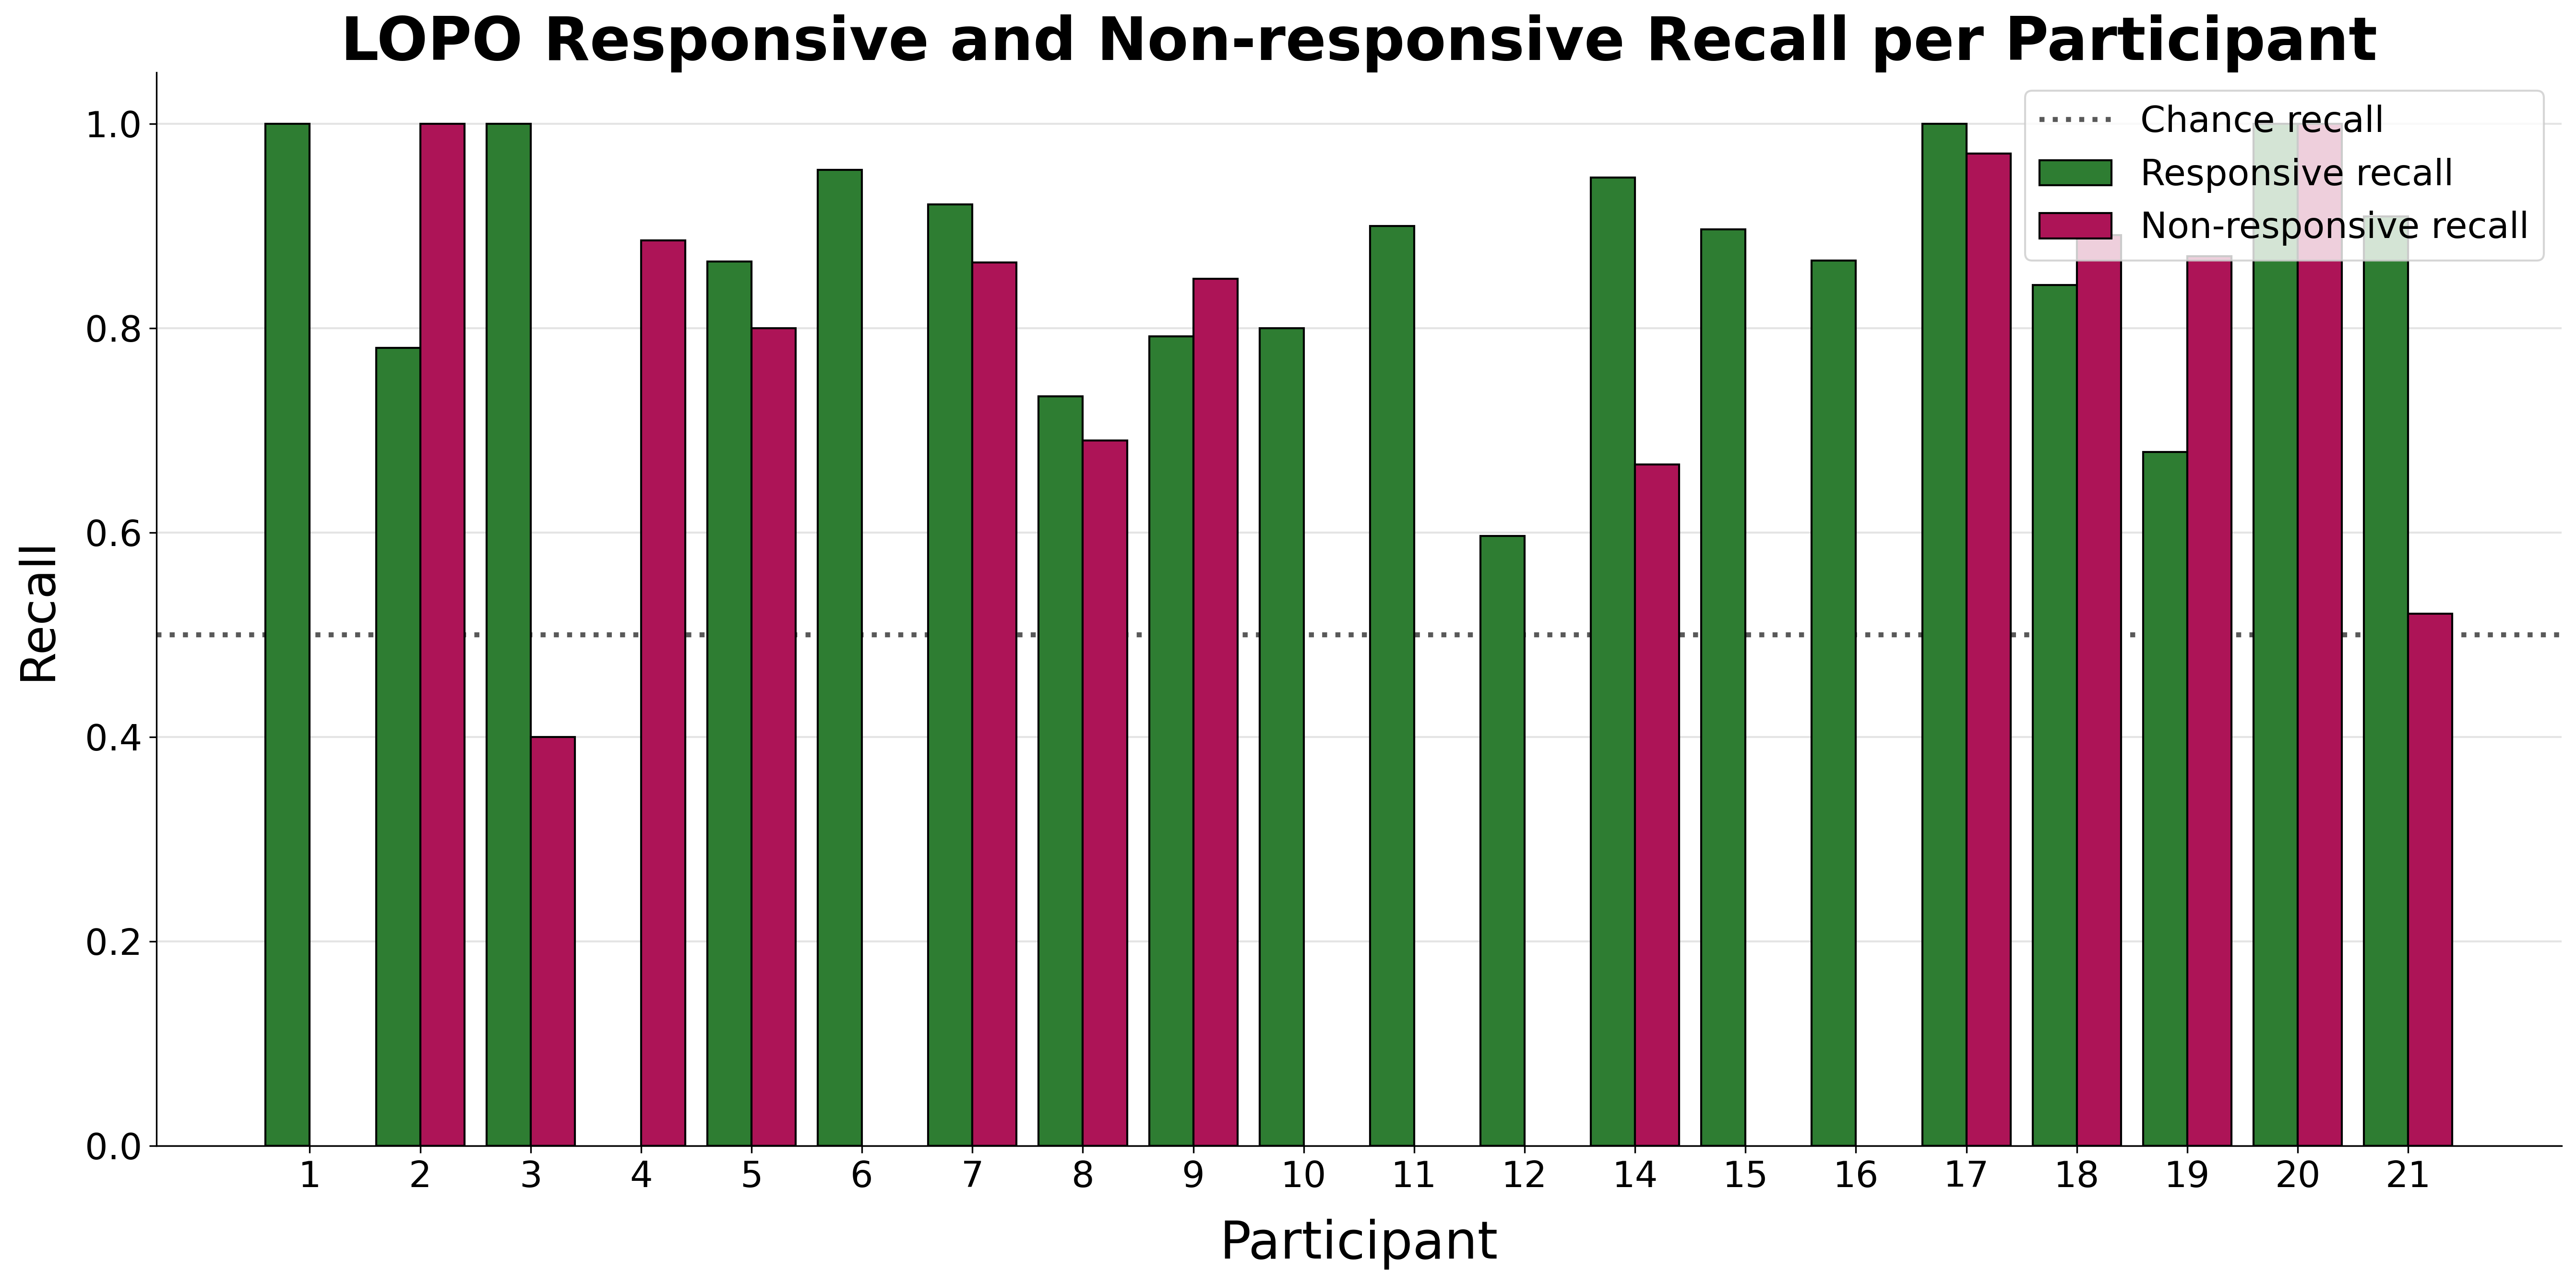 LOPO Responsive and Non-responsive Recall per Participant
Chance recall
Responsive recall
Non-responsive recall
Recall
1.0
0.8
0.6
0.4
0.2
0.0
1 2 3 4 5 6 7 8 9 10 11 12 14 15 16 17 18 19 20 21
Participant